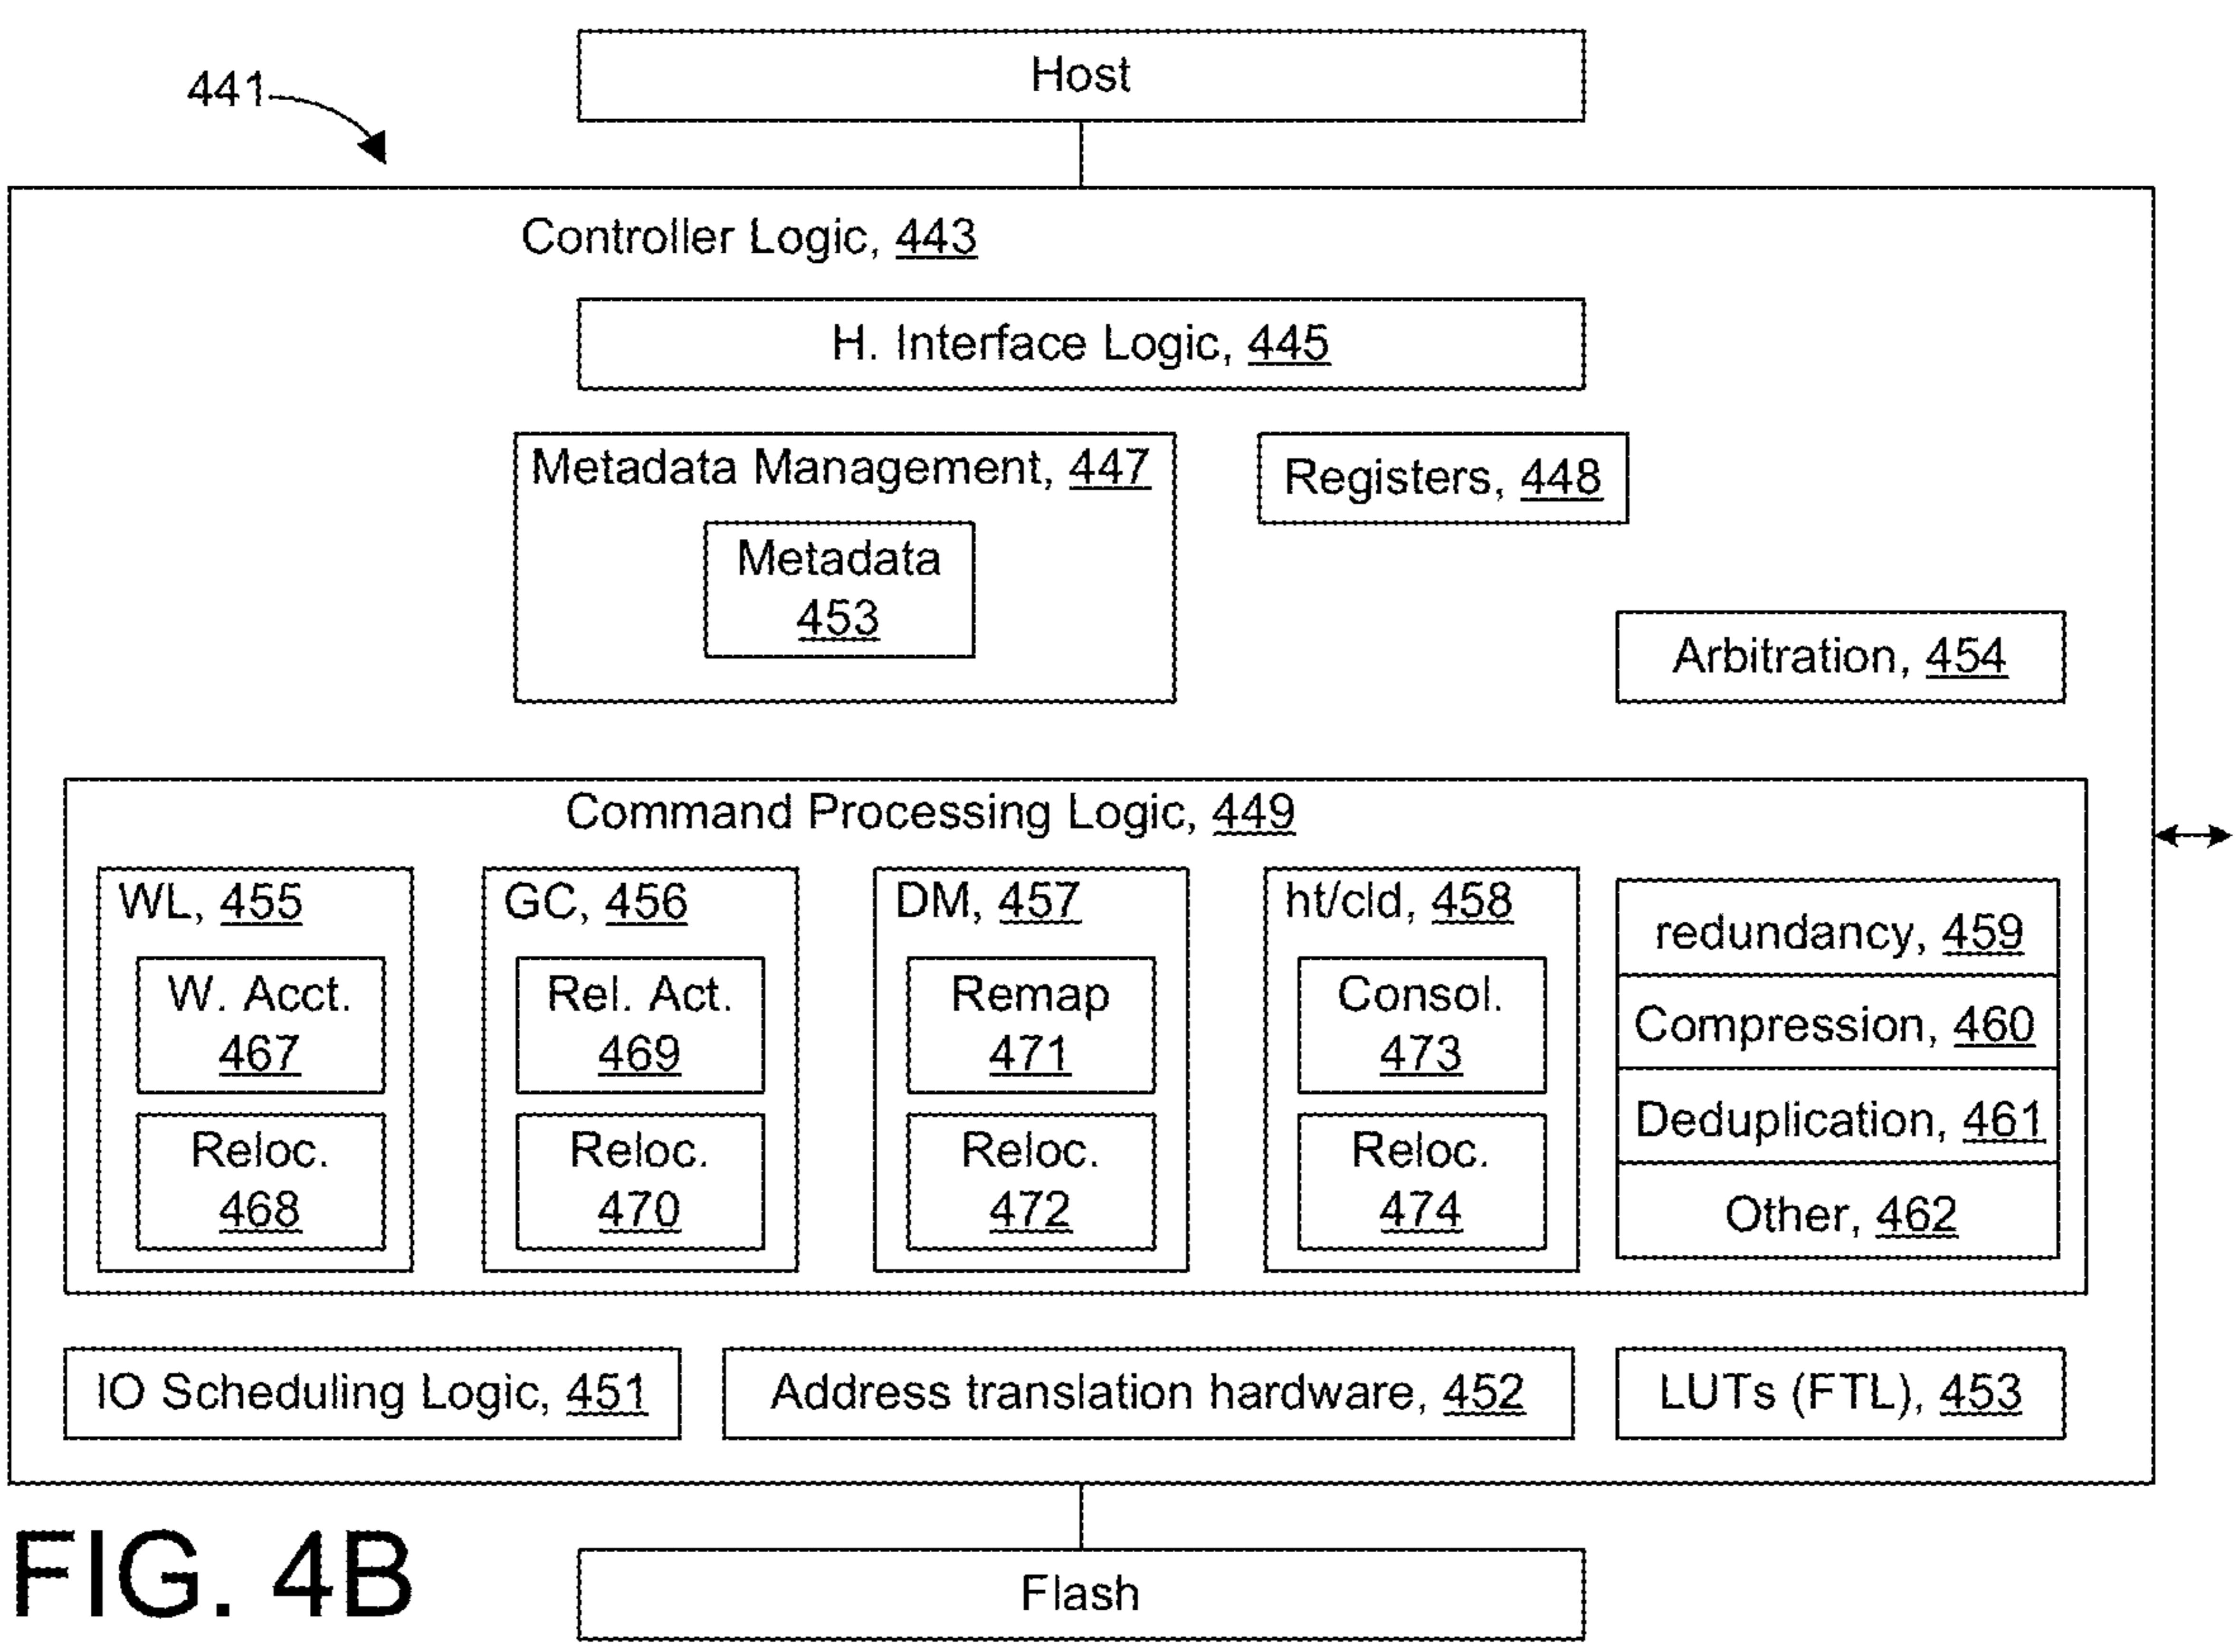 Host
441
Controller Logic, 443
H. Interface Logic, 445
Metadata Management, 447
Metadata
453
Registers, 448
Arbitration, 454
Command Processing Logic, 449
WL, 455
W. Acct.
467
Reloc.
468
GC, 456
Rel. Act.
469
Reloc.
470
DM, 457
Remap
471
Reloc.
472
ht/cld, 458
Consol.
473
Reloc.
474
redundancy, 459
Compression, 460
Deduplication, 461
Other, 462
IO Scheduling Logic, 451
Address translation hardware, 452
LUTs (FTL), 453
Flash
FIG. 4B